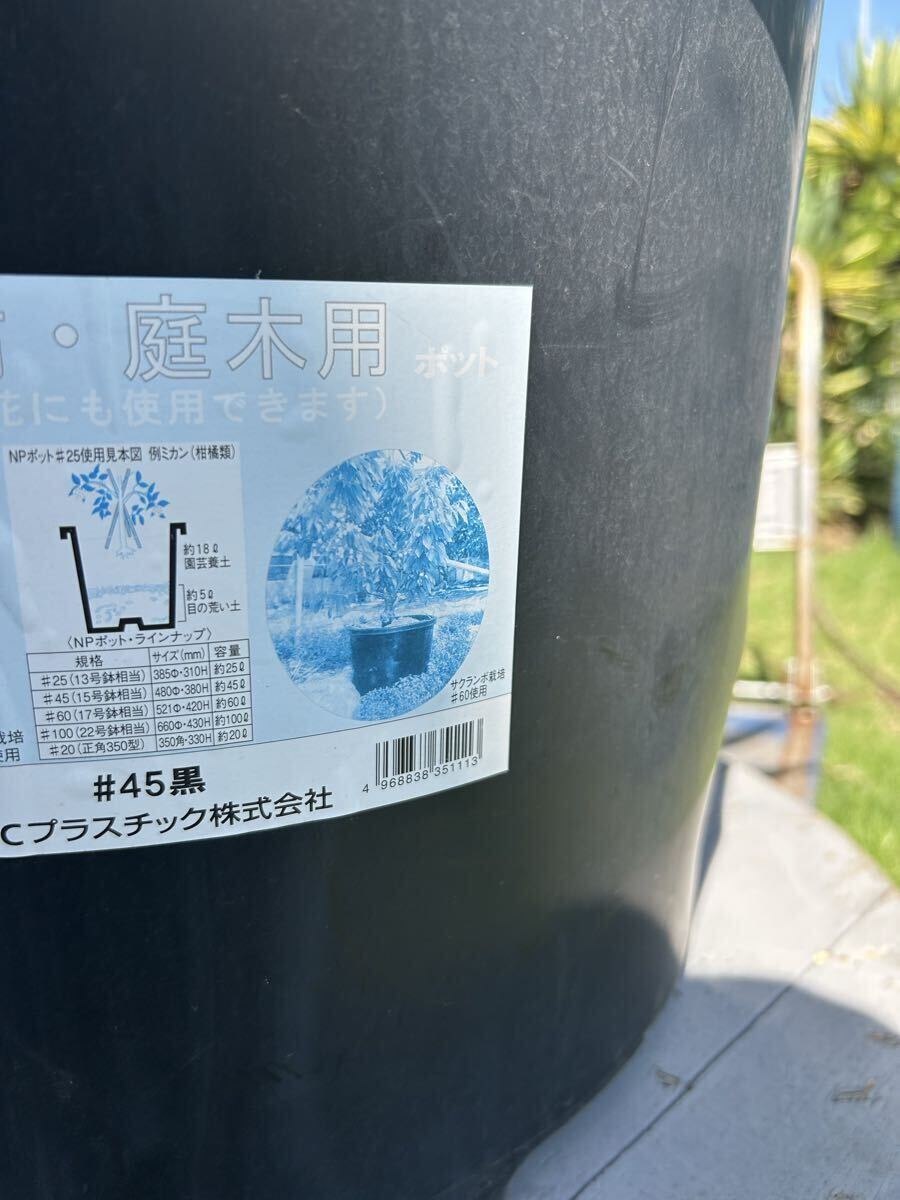 ・庭木用 ポット
花にも使用できます)
NPポット#25使用見本図 例ミカン(柑橘類)
約18ℓ
園芸養土
約5ℓ
目の荒い土
〈NPポット・ラインナップ〉
規格 サイズ(mm) 容量
#25(13号鉢相当) 385Φ・310H 約25ℓ
#45(15号鉢相当) 480Φ・380H 約45ℓ
#60(17号鉢相当) 521Φ・420H 約60ℓ
#100(22号鉢相当) 660Φ・430H 約100ℓ
#20(正角350型) 350角・330H 約20ℓ
サクランボ栽培
#60使用
栽培
使用
#45黒
4 968838 351113
Cプラスチック株式会社